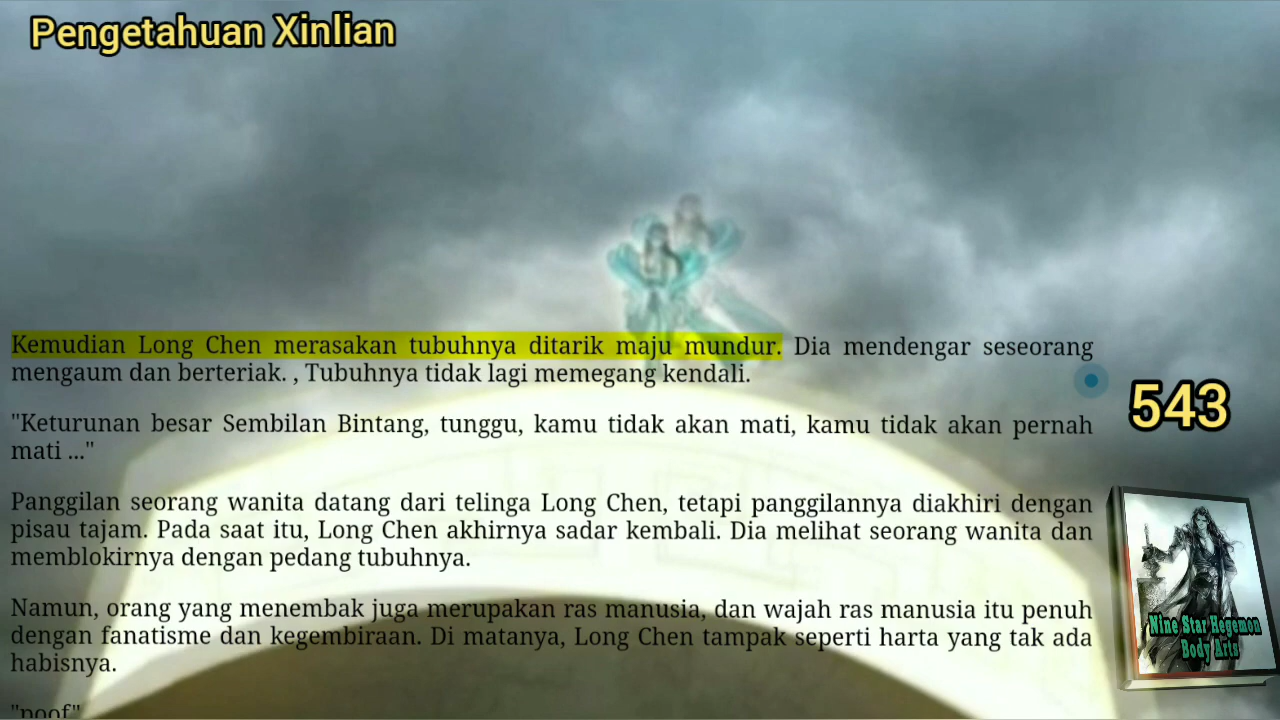 Pengetahuan Xinlian
Kemudian Long Chen merasakan tubuhnya ditarik maju mundur. Dia mendengar seseorang
mengaum dan berteriak. , Tubuhnya tidak lagi memegang kendali.
"Keturunan besar Sembilan Bintang, tunggu, kamu tidak akan mati, kamu tidak akan pernah
mati ..."
Panggilan seorang wanita datang dari telinga Long Chen, tetapi panggilannya diakhiri dengan
pisau tajam. Pada saat itu, Long Chen akhirnya sadar kembali. Dia melihat seorang wanita dan
memblokirnya dengan pedang tubuhnya.
Namun, orang yang menembak juga merupakan ras manusia, dan wajah ras manusia itu penuh
dengan fanatisme dan kegembiraan. Di matanya, Long Chen tampak seperti harta yang tak ada
habisnya.
"poof"
543
Nine Star Hegemon
Body Arts